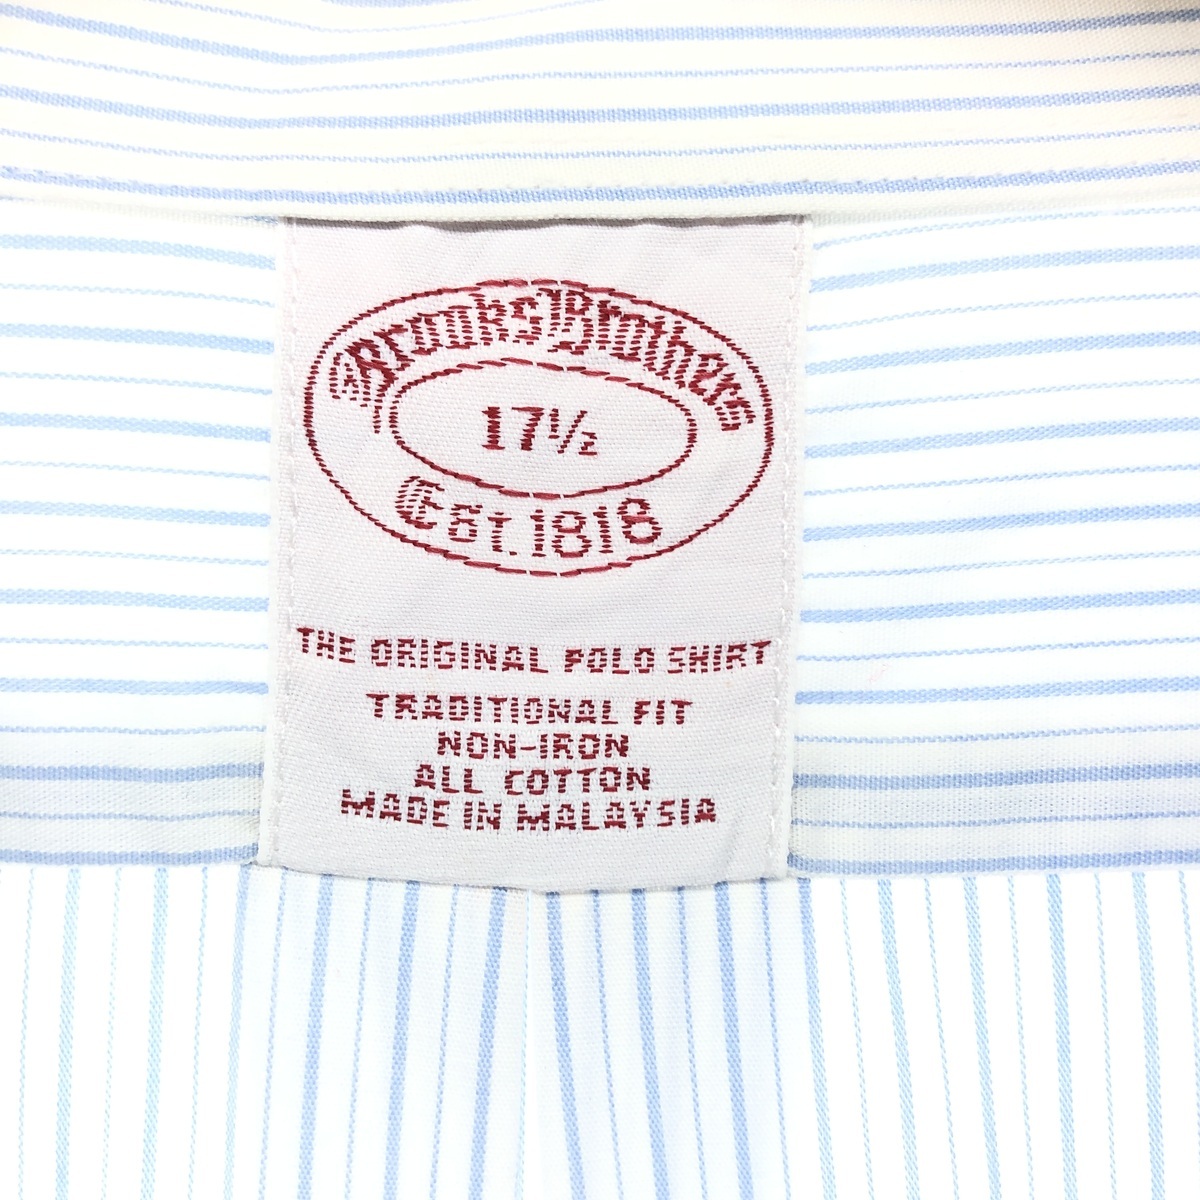 Brooks Brothers
17½
Est. 1818
THE ORIGINAL POLO SHIRT
TRADITIONAL FIT
NON-IRON
ALL COTTON
MADE IN MALAYSIA